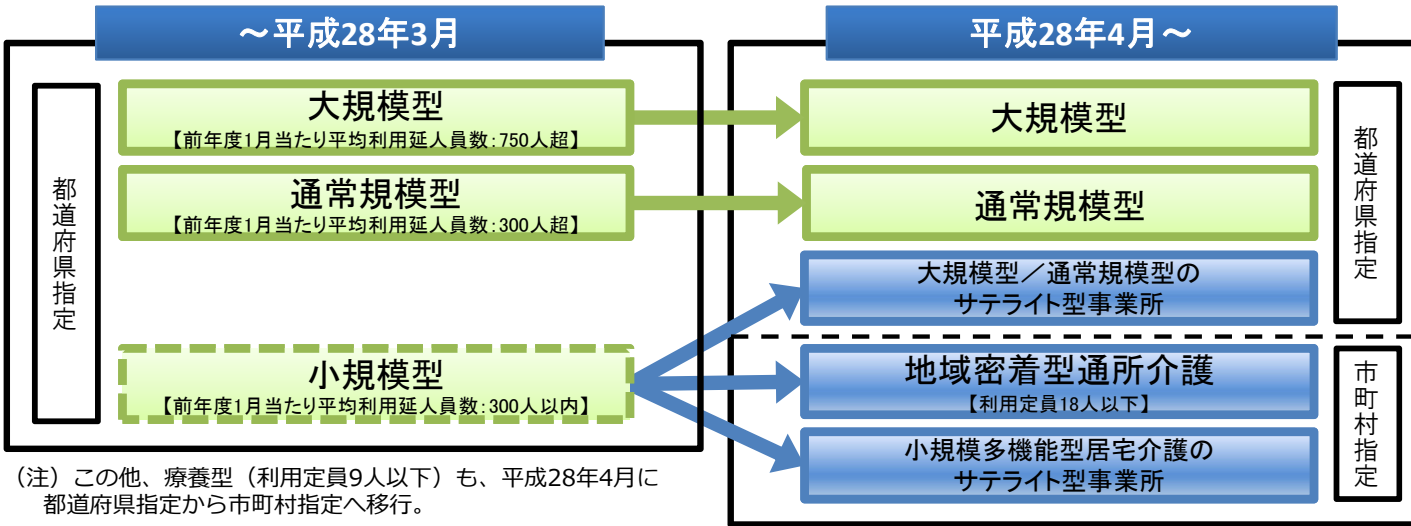 ～平成28年3月
都道府県指定
大規模型
【前年度1月当たり平均利用延人員数:750人超】
通常規模型
【前年度1月当たり平均利用延人員数:300人超】
小規模型
【前年度1月当たり平均利用延人員数:300人以内】
（注）この他、療養型（利用定員9人以下）も、平成28年4月に
都道府県指定から市町村指定へ移行。
平成28年4月～
大規模型
通常規模型
大規模型／通常規模型の
サテライト型事業所
都道府県指定
地域密着型通所介護
【利用定員18人以下】
小規模多機能型居宅介護の
サテライト型事業所
市町村指定